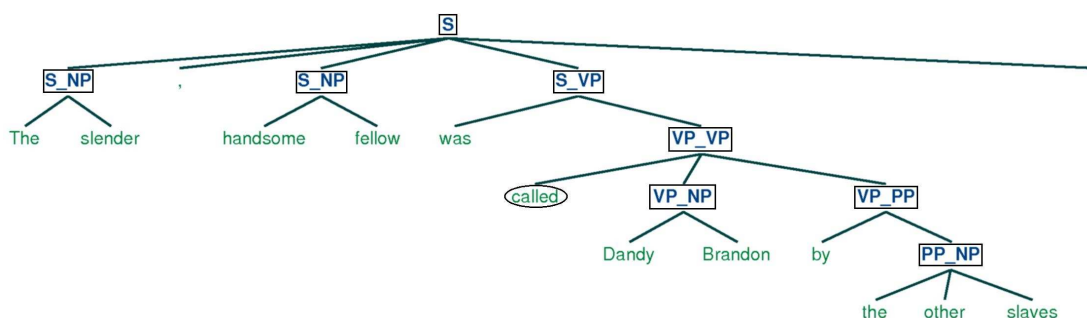 S
S_NP , S_NP S_VP
The slender handsome fellow was VP_VP
called VP_NP VP_PP
Dandy Brandon by PP_NP
the other slaves